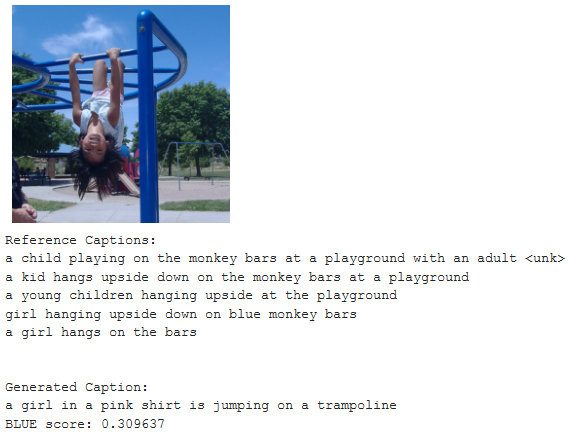 Reference Captions:
a child playing on the monkey bars at a playground with an adult <unk>
a kid hangs upside down on the monkey bars at a playground
a young children hanging upside at the playground
girl hanging upside down on blue monkey bars
a girl hangs on the bars
Generated Caption:
a girl in a pink shirt is jumping on a trampoline
BLUE score: 0.309637